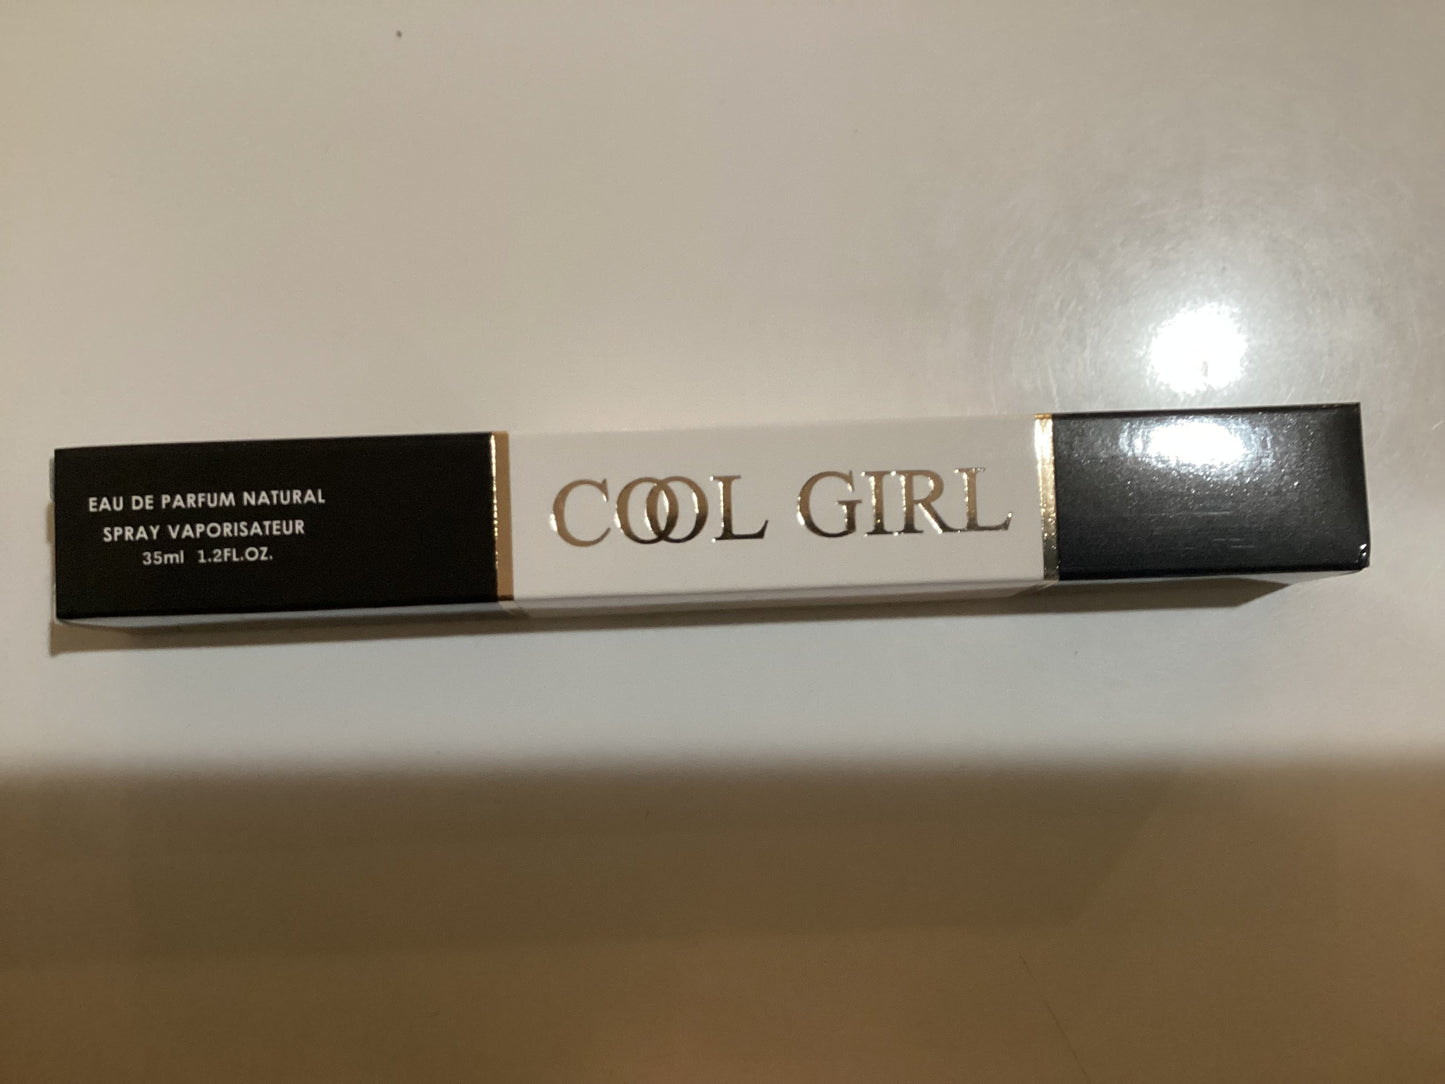 EAU DE PARFUM NATURAL
SPRAY VAPORISATEUR
35ml 1.2FL.OZ.
COOL GIRL